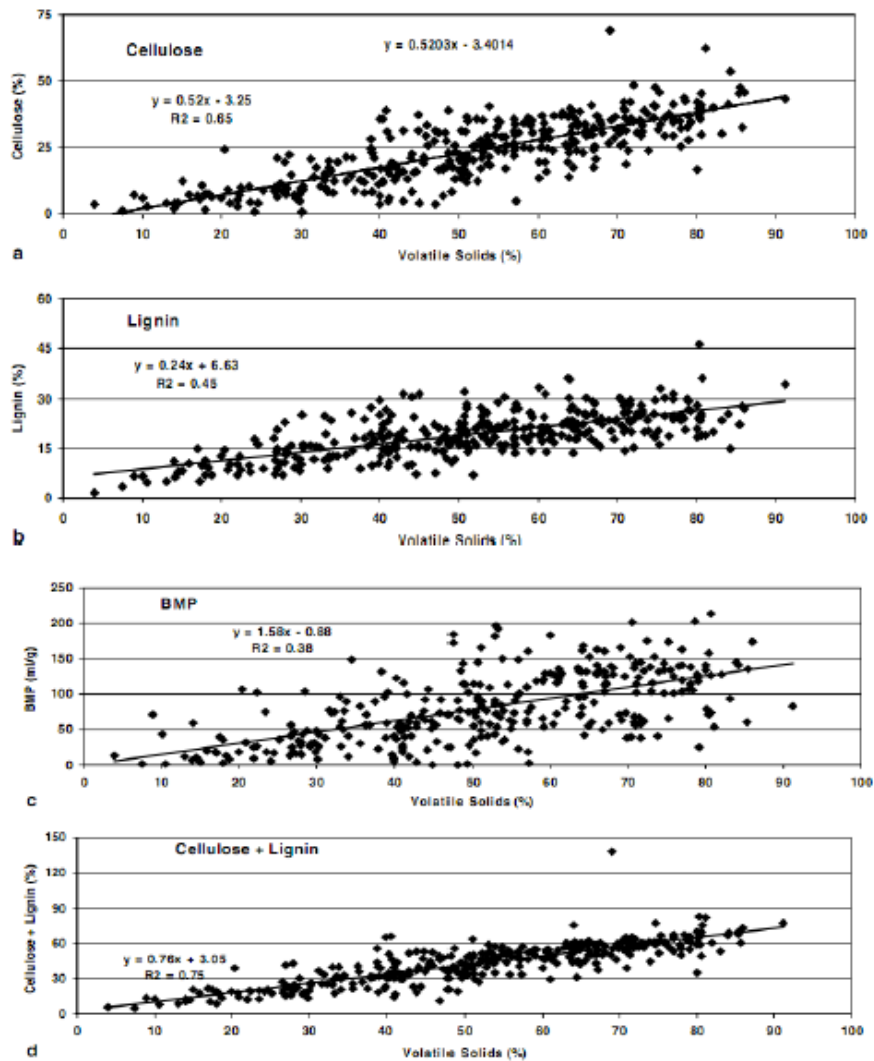 75
Cellulose
y = 0.5203x - 3.4014
50
y = 0.52x - 3.25
R2 = 0.65
Cellulose (%)
25
0
0 10 20 30 40 50 60 70 80 90 100
a
Volatile Solids (%)
60
Lignin
45
y = 0.24x + 6.63
R2 = 0.45
Lignin (%)
30
15
0
0 10 20 30 40 50 60 70 80 90 100
b
Volatile Solids (%)
250
BMP
200
y = 1.58x - 0.88
R2 = 0.38
150
BMP (ml/g)
100
50
0
0 10 20 30 40 50 60 70 80 90 100
c
Volatile Solids (%)
150
Cellulose + Lignin
120
90
Cellulose + Lignin (%)
60
y = 0.76x + 3.05
R2 = 0.75
30
0
0 10 20 30 40 50 60 70 80 90 100
d
Volatile Solids (%)